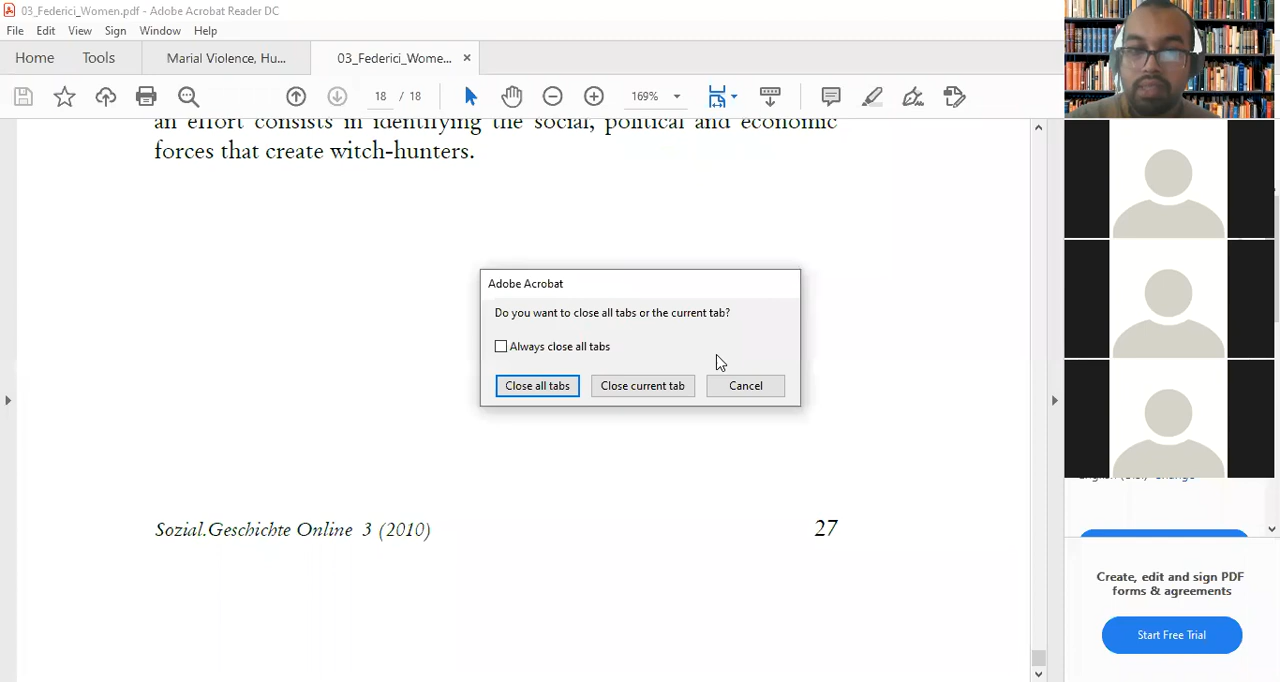 03_Federici_Women.pdf - Adobe Acrobat Reader DC
File Edit View Sign Window Help
Home Tools Marial Violence, Hu... 03_Federici_Wome... ×
18 / 18 169%
an effort consists in identifying the social, political and economic
forces that create witch-hunters.
Adobe Acrobat
Do you want to close all tabs or the current tab?
Always close all tabs
Close all tabs Close current tab Cancel
Sozial.Geschichte Online 3 (2010) 27
Create, edit and sign PDF
forms & agreements
Start Free Trial